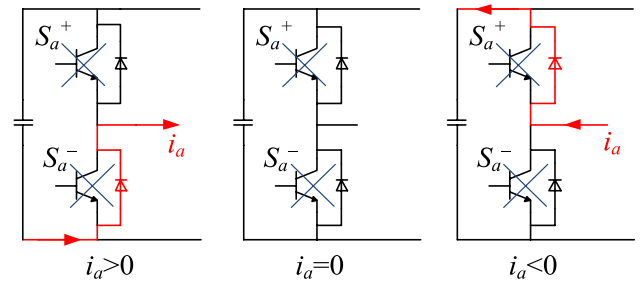 Sₐ⁺ Sₐ⁺ Sₐ⁺
iₐ iₐ
Sₐ⁻ Sₐ⁻ Sₐ⁻
iₐ>0 iₐ=0 iₐ<0